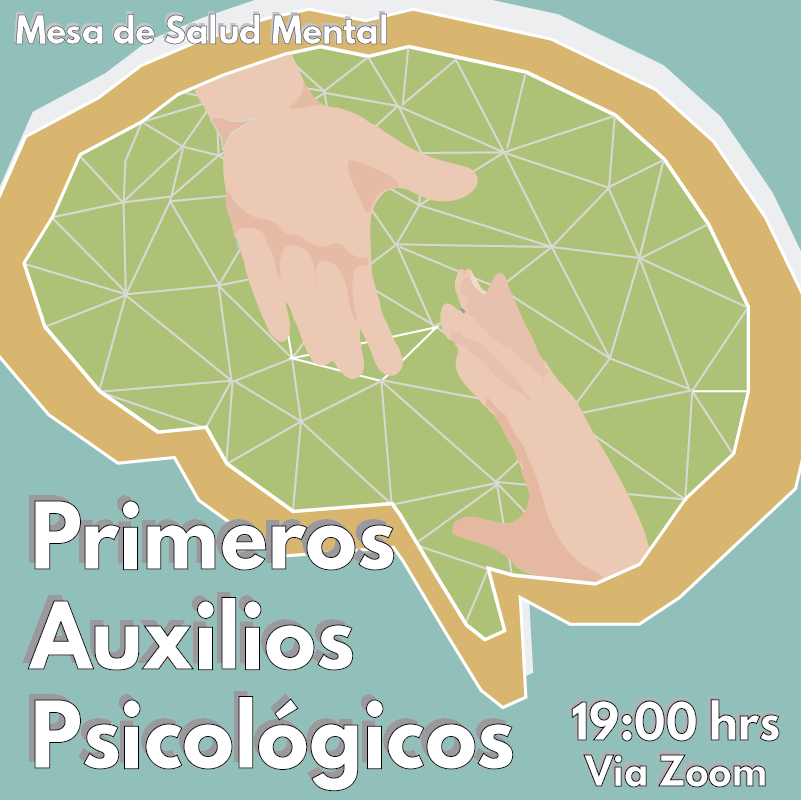 Mesa de Salud Mental
Primeros
Auxilios
Psicológicos
19:00 hrs
Via Zoom